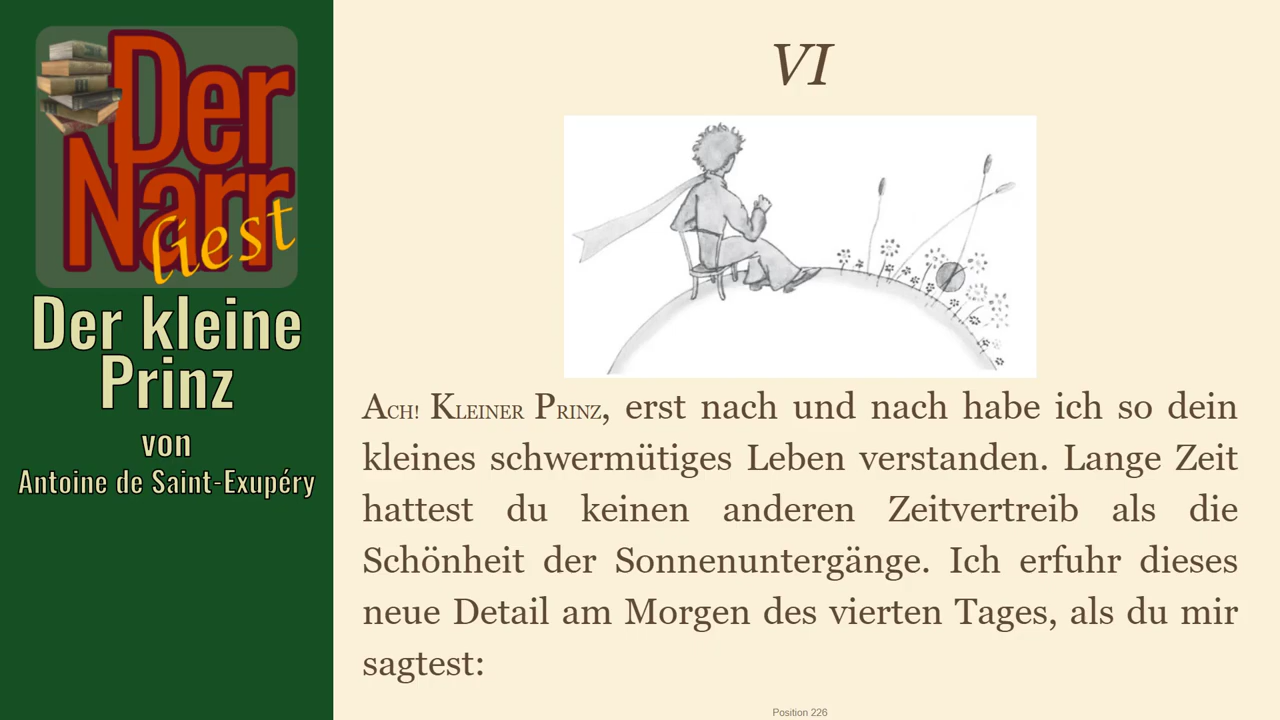 Der
Narr
liest
Der kleine
Prinz
von
Antoine de Saint-Exupéry
VI
Ach! Kleiner Prinz, erst nach und nach habe ich so dein
kleines schwermütiges Leben verstanden. Lange Zeit
hattest du keinen anderen Zeitvertreib als die
Schönheit der Sonnenuntergänge. Ich erfuhr dieses
neue Detail am Morgen des vierten Tages, als du mir
sagtest:
Position 226